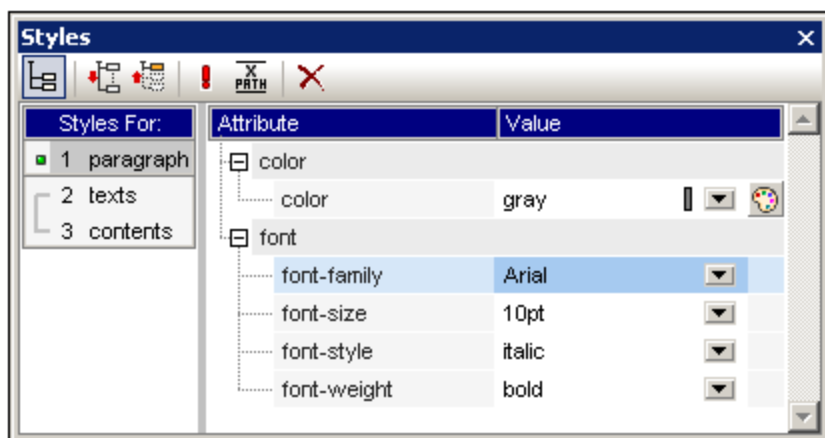 Styles
X
PATH
Styles For: Attribute Value
1 paragraph color
2 texts color gray
3 contents font
font-family Arial
font-size 10pt
font-style italic
font-weight bold